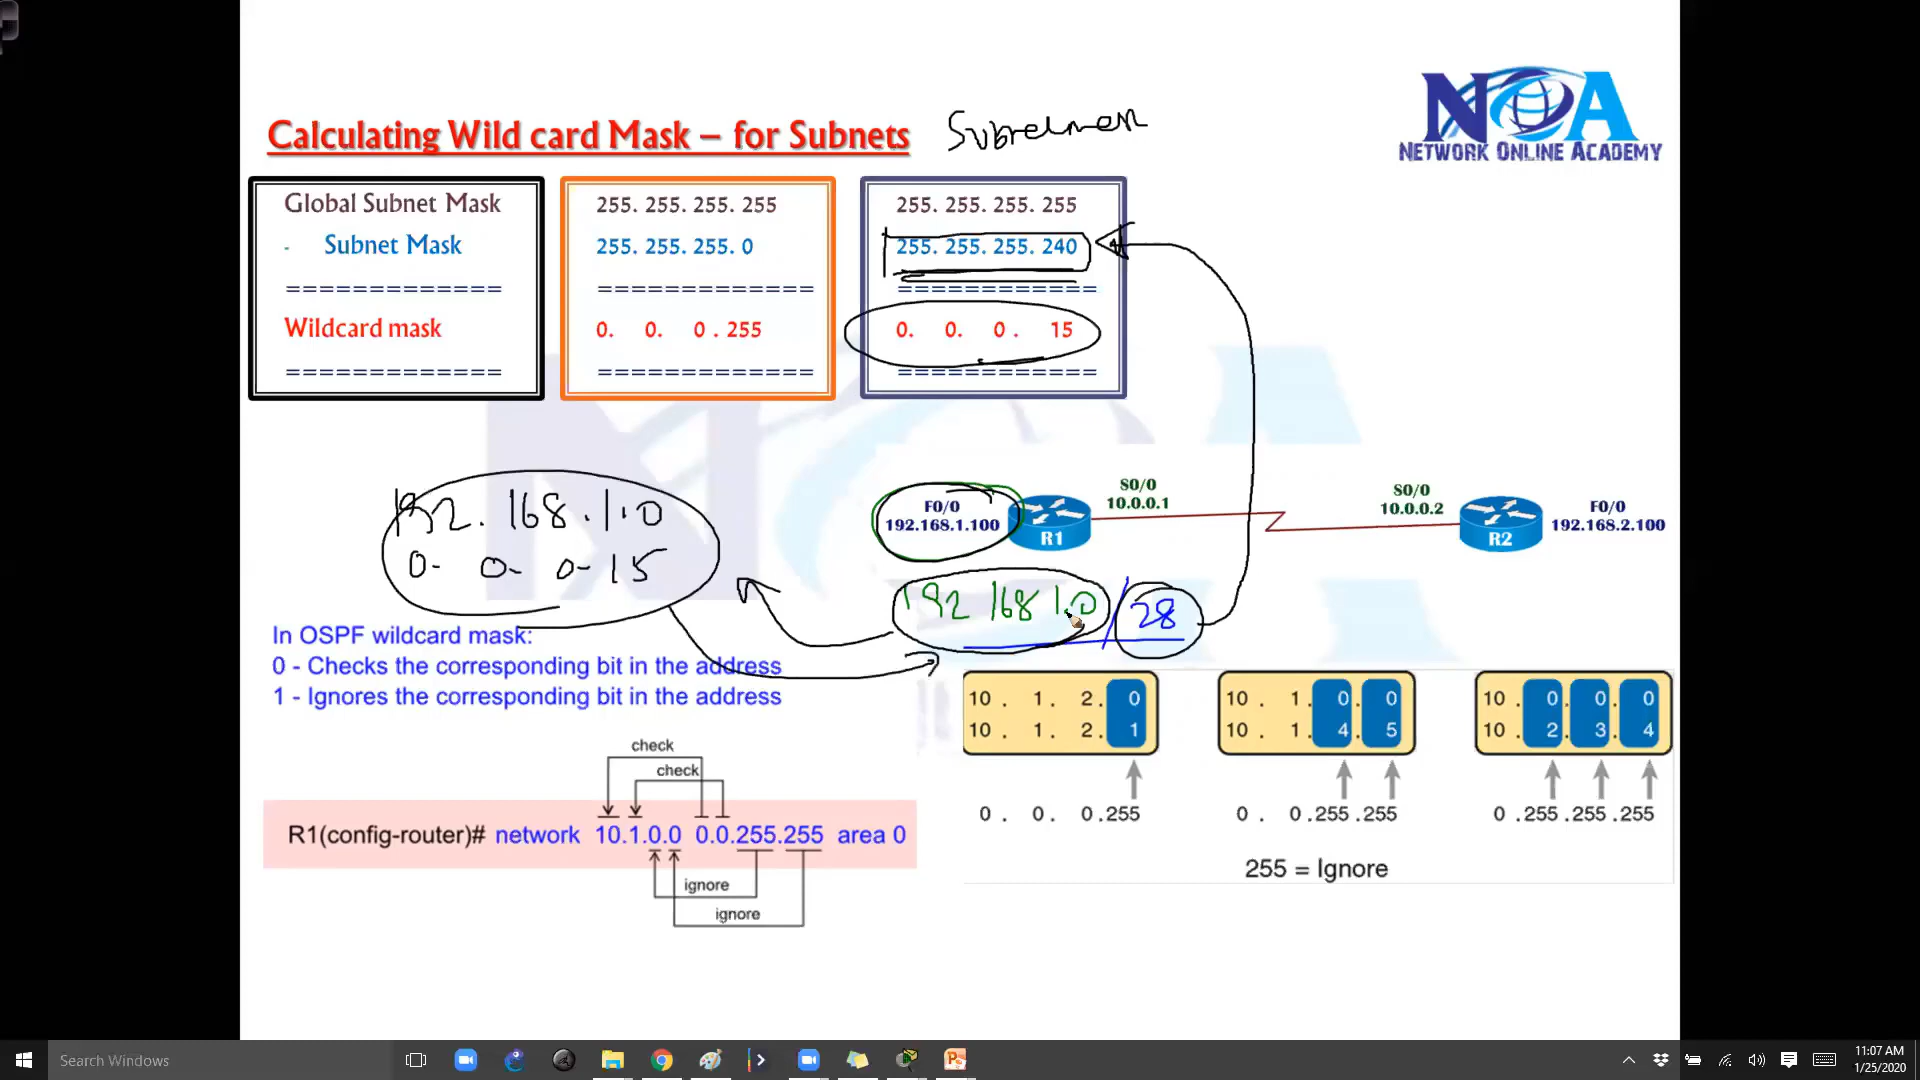 Calculating Wild card Mask – for Subnets
NOA
NETWORK ONLINE ACADEMY
Global Subnet Mask
- Subnet Mask
=============
Wildcard mask
=============
255. 255. 255. 255
255. 255. 255. 0
=============
0. 0. 0 . 255
=============
255. 255. 255. 255
255. 255. 255. 240
============
0. 0. 0 . 15
============
192.168.1.0
0- 0- 0-15
F0/0
192.168.1.100
R1
S0/0
10.0.0.1
S0/0
10.0.0.2
R2
F0/0
192.168.2.100
192 168 1.0 /28
In OSPF wildcard mask:
0 - Checks the corresponding bit in the address
1 - Ignores the corresponding bit in the address
check
check
R1(config-router)# network 10.1.0.0 0.0.255.255 area 0
ignore
ignore
10 . 1. 2. 0
10 . 1. 2. 1
0 . 0. 0.255
10 . 1. 0. 0
10 . 1. 4. 5
0 . 0.255.255
10 . 0. 0. 0
10 . 2. 3. 4
0 .255.255.255
255 = Ignore
Search Windows
11:07 AM
1/25/2020